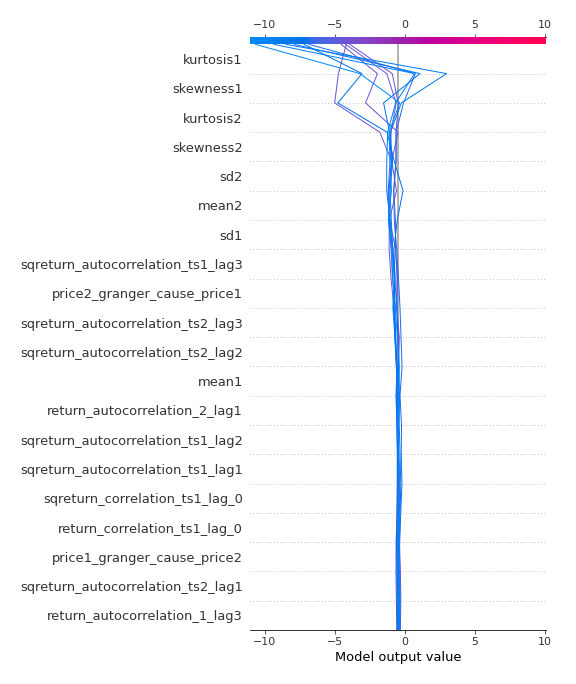 −10 −5 0 5 10
kurtosis1
skewness1
kurtosis2
skewness2
sd2
mean2
sd1
sqreturn_autocorrelation_ts1_lag3
price2_granger_cause_price1
sqreturn_autocorrelation_ts2_lag3
sqreturn_autocorrelation_ts2_lag2
mean1
return_autocorrelation_2_lag1
sqreturn_autocorrelation_ts1_lag2
sqreturn_autocorrelation_ts1_lag1
sqreturn_correlation_ts1_lag_0
return_correlation_ts1_lag_0
price1_granger_cause_price2
sqreturn_autocorrelation_ts2_lag1
return_autocorrelation_1_lag3
−10 −5 0 5 10
Model output value